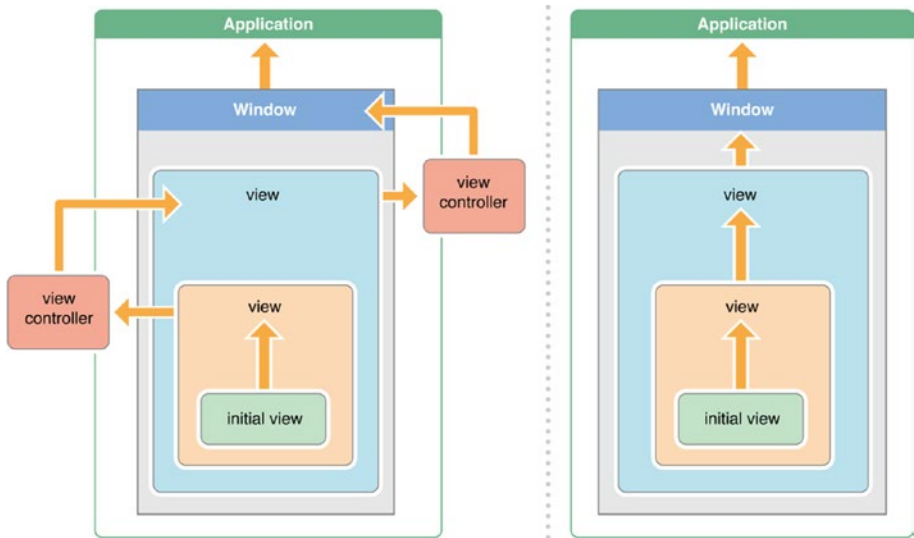 Application
Window
view
view
controller
view
controller
view
initial view
Application
Window
view
view
initial view